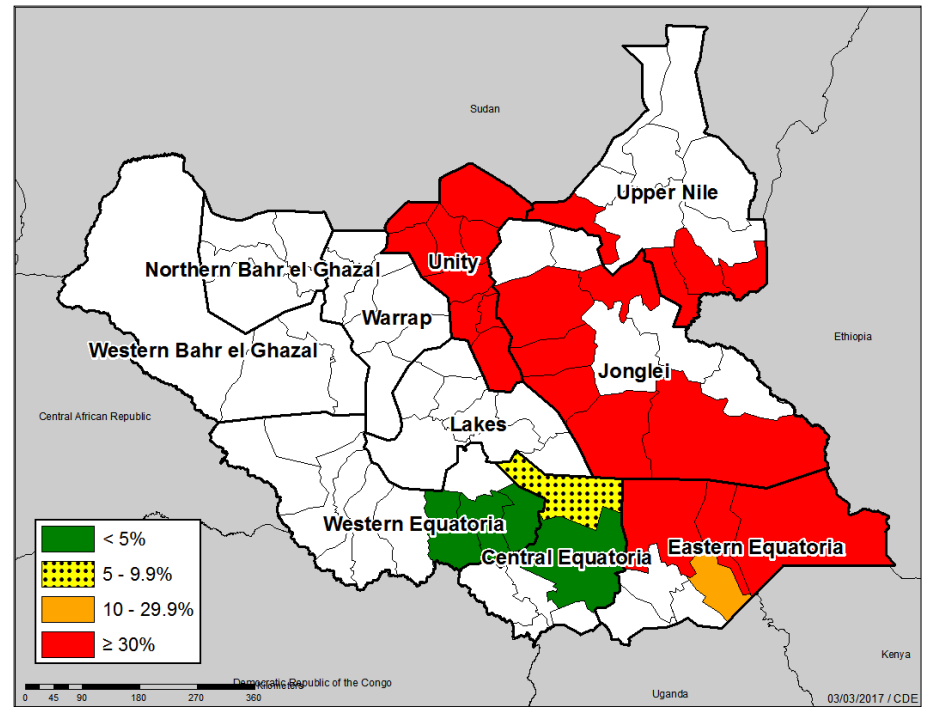 Sudan
Upper Nile
Unity
Northern Bahr el Ghazal
Warrap
Western Bahr el Ghazal
Ethiopia
Jonglei
Central African Republic
Lakes
Western Equatoria
Central Equatoria
Eastern Equatoria
< 5%
5 - 9.9%
10 - 29.9%
≥ 30%
Kenya
Democratic Republic of the Congo
Kilometers
0 45 90 180 270 360
Uganda
03/03/2017 / CDE